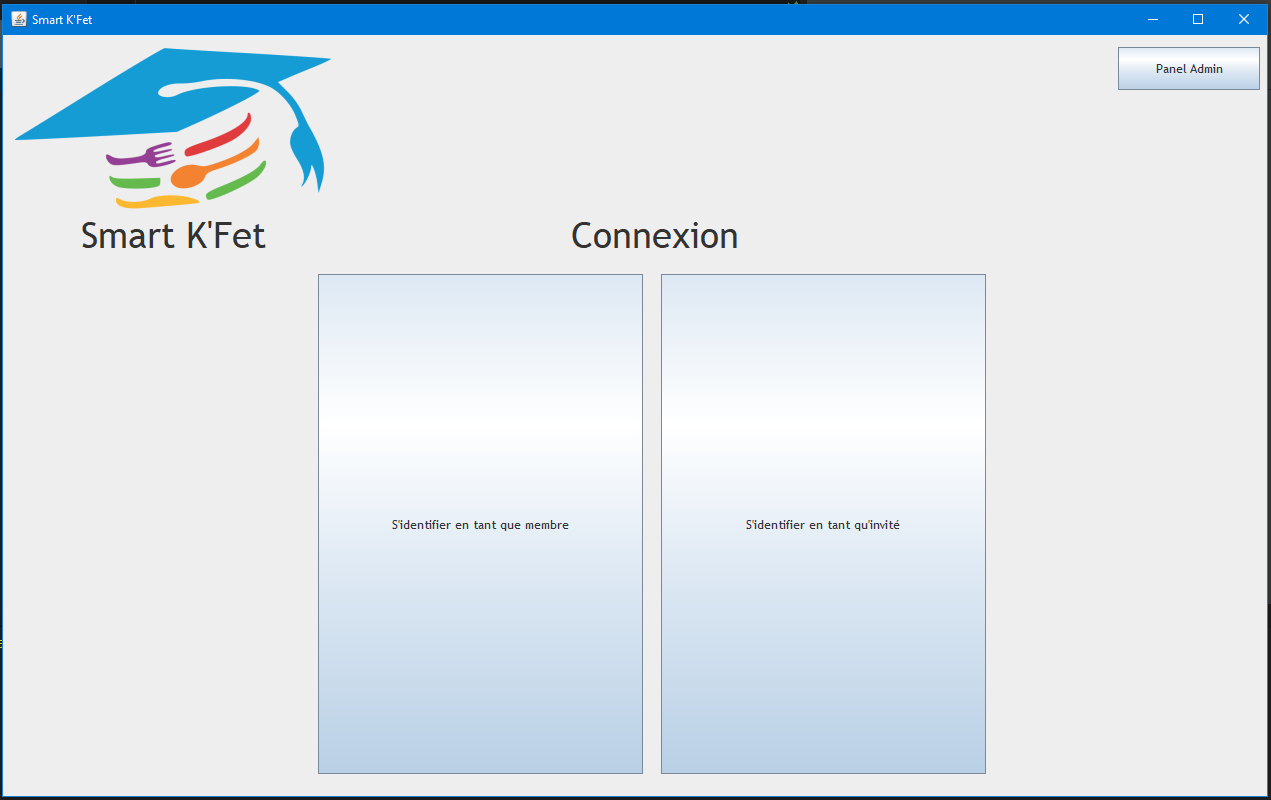 Smart K'Fet
Panel Admin
Smart K'Fet
Connexion
S'identifier en tant que membre
S'identifier en tant qu'invité